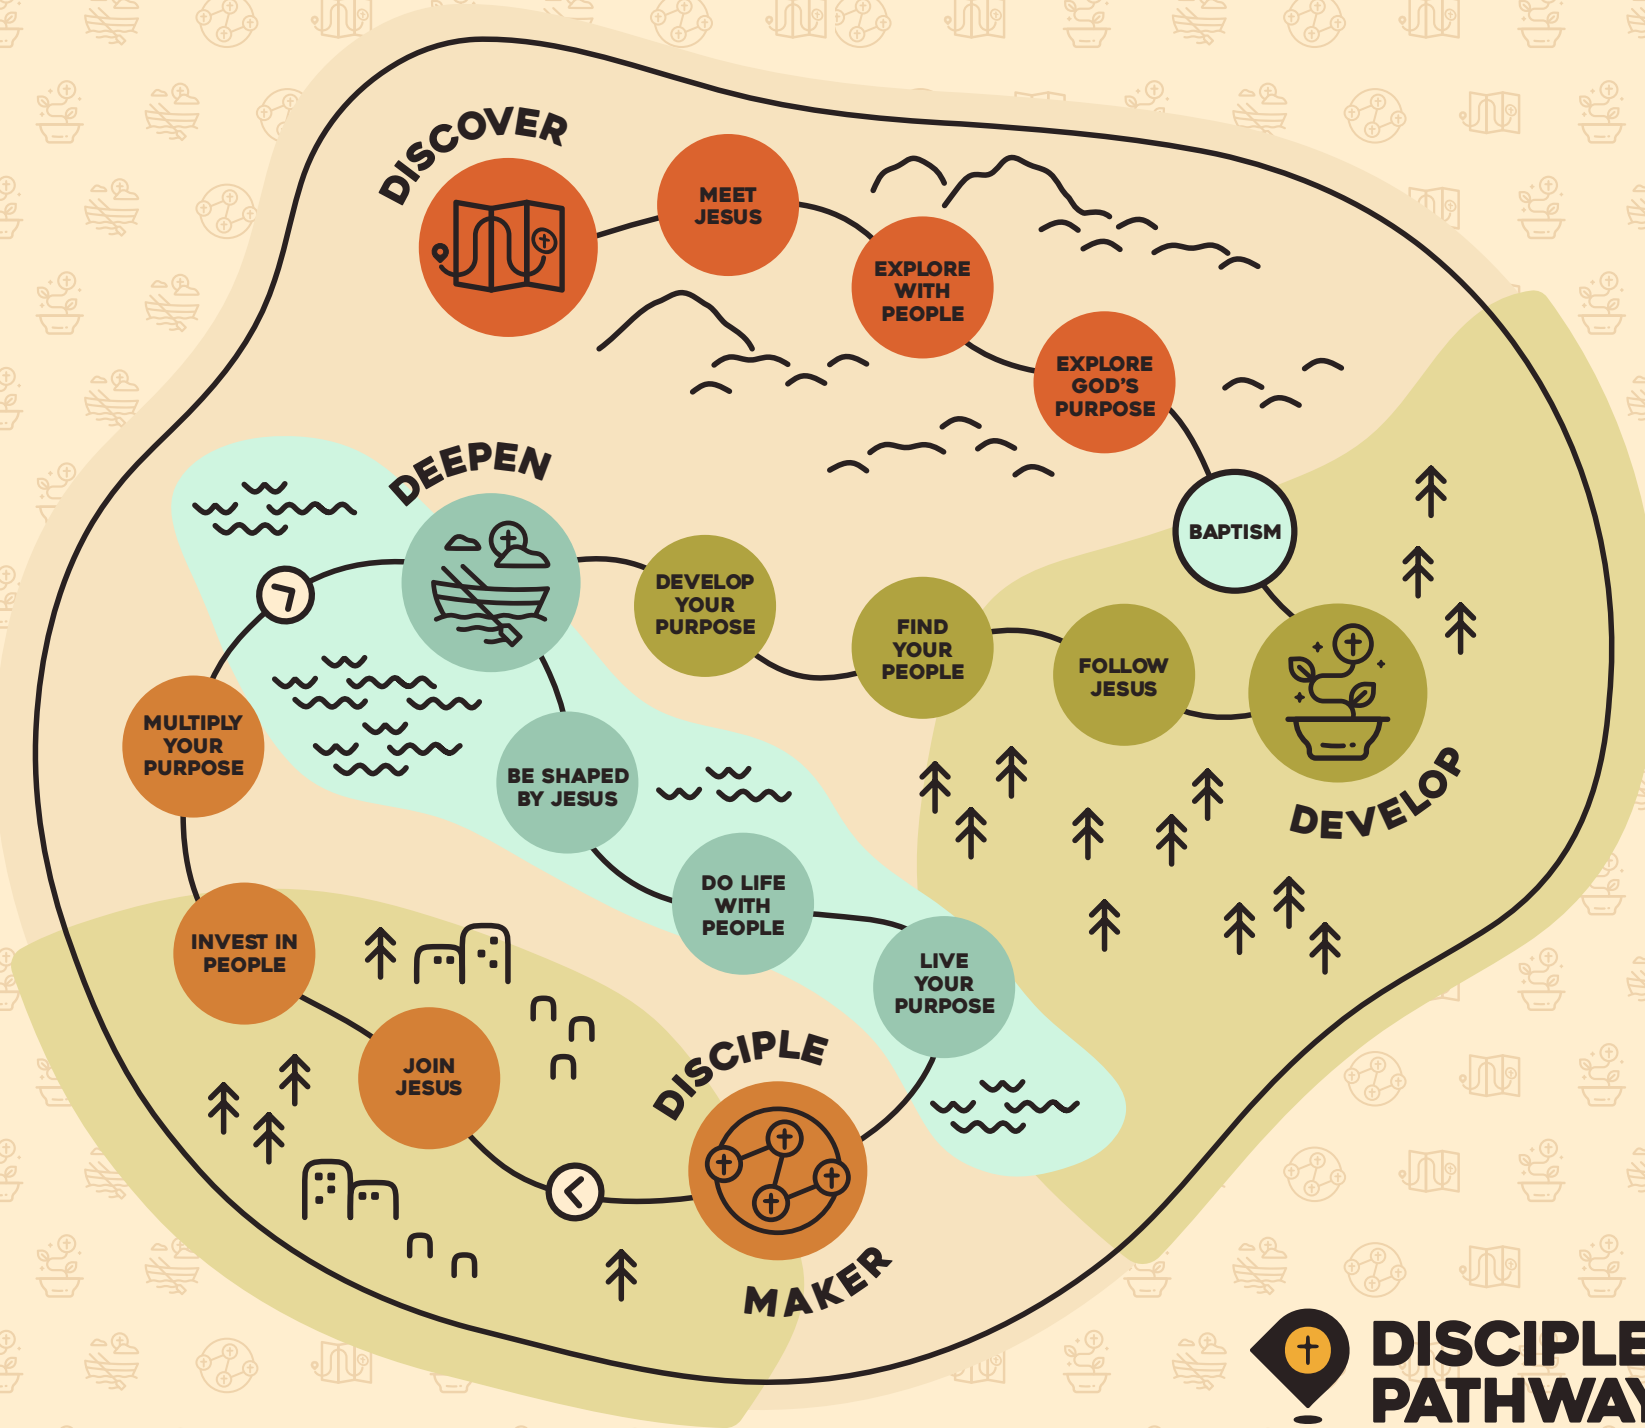 DISCOVER
MEET
JESUS
EXPLORE
WITH
PEOPLE
EXPLORE
GOD'S
PURPOSE
BAPTISM
DEVELOP
FOLLOW
JESUS
FIND
YOUR
PEOPLE
DEVELOP
YOUR
PURPOSE
DEEPEN
BE SHAPED
BY JESUS
DO LIFE
WITH
PEOPLE
LIVE
YOUR
PURPOSE
DISCIPLE
MAKER
JOIN
JESUS
INVEST IN
PEOPLE
MULTIPLY
YOUR
PURPOSE
DISCIPLE
PATHWAY